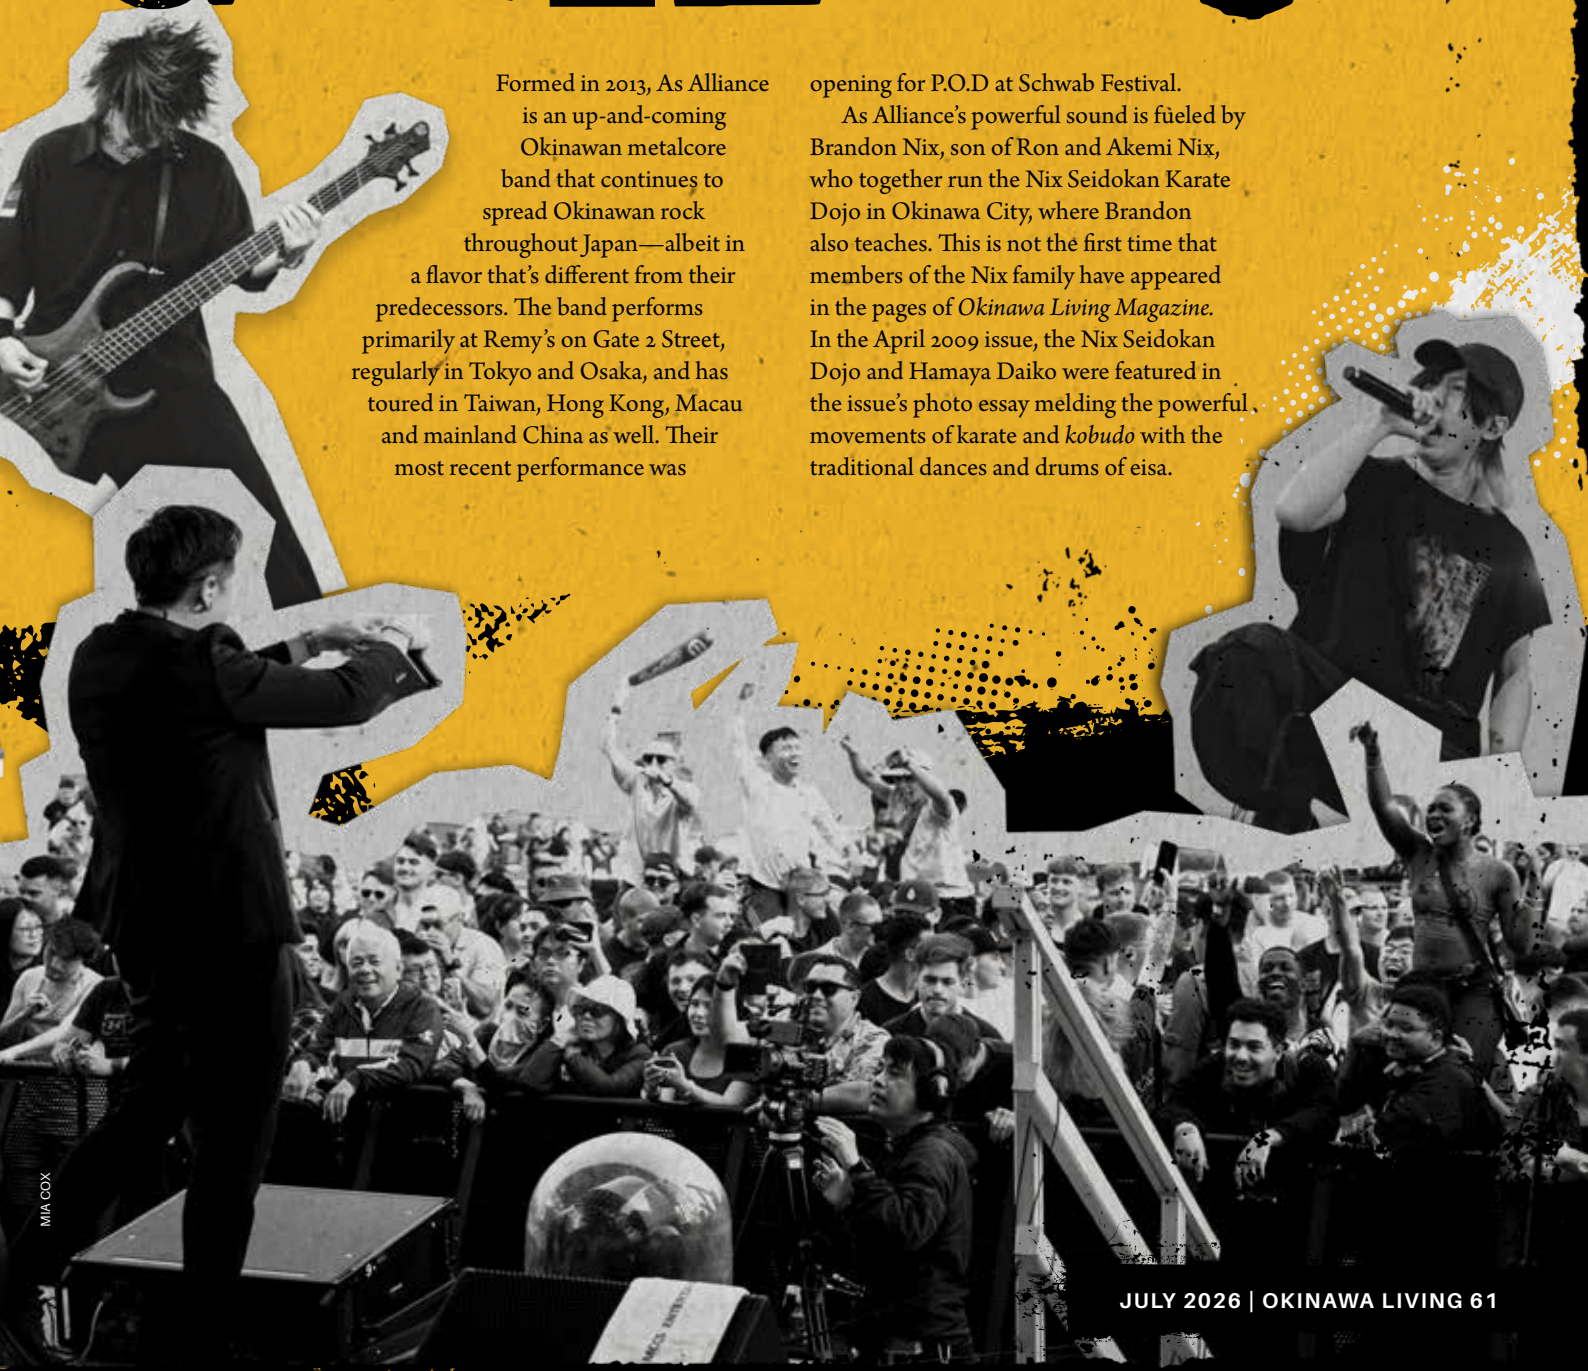 Formed in 2013, As Alliance
is an up-and-coming
Okinawan metalcore
band that continues to
spread Okinawan rock
throughout Japan—albeit in
a flavor that's different from their
predecessors. The band performs
primarily at Remy's on Gate 2 Street,
regularly in Tokyo and Osaka, and has
toured in Taiwan, Hong Kong, Macau
and mainland China as well. Their
most recent performance was
opening for P.O.D at Schwab Festival.
As Alliance's powerful sound is fueled by
Brandon Nix, son of Ron and Akemi Nix,
who together run the Nix Seidokan Karate
Dojo in Okinawa City, where Brandon
also teaches. This is not the first time that
members of the Nix family have appeared
in the pages of Okinawa Living Magazine.
In the April 2009 issue, the Nix Seidokan
Dojo and Hamaya Daiko were featured in
the issue's photo essay melding the powerful
movements of karate and kobudo with the
traditional dances and drums of eisa.
MIA COX
MCCS
JULY 2026 | OKINAWA LIVING 61